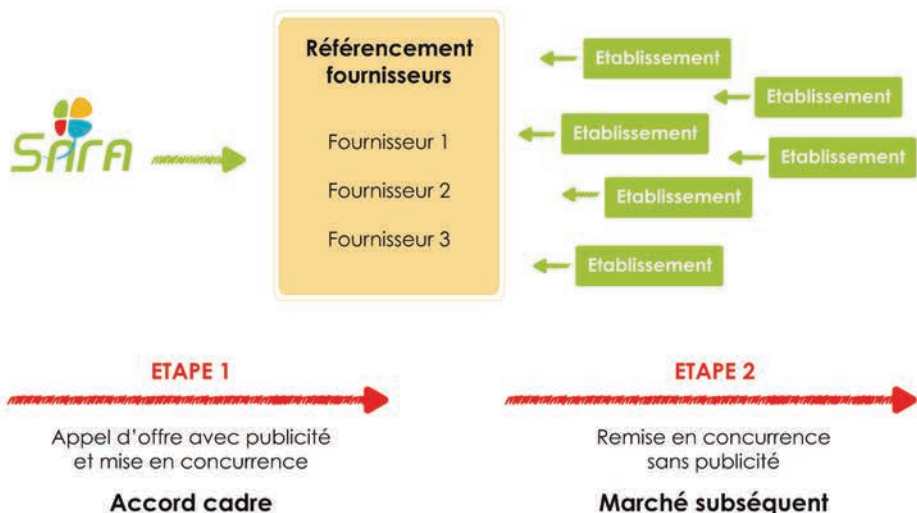 SARA
Référencement
fournisseurs
Fournisseur 1
Fournisseur 2
Fournisseur 3
Etablissement
Etablissement
Etablissement
Etablissement
Etablissement
Etablissement
ETAPE 1
Appel d'offre avec publicité
et mise en concurrence
Accord cadre
ETAPE 2
Remise en concurrence
sans publicité
Marché subséquent